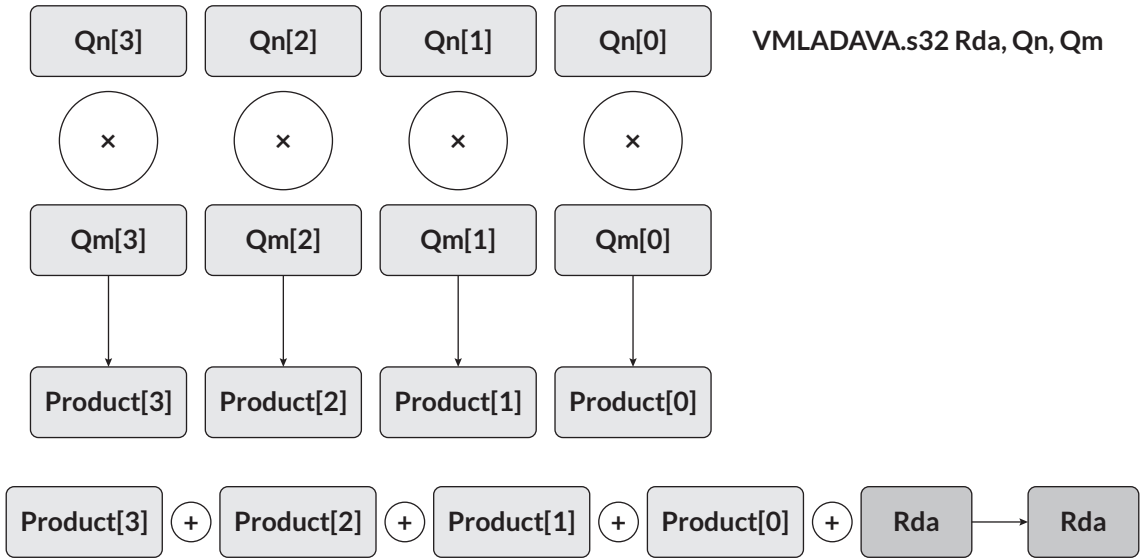 Qn[3] Qn[2] Qn[1] Qn[0] VMLADAVA.s32 Rda, Qn, Qm
× × × ×
Qm[3] Qm[2] Qm[1] Qm[0]
Product[3] Product[2] Product[1] Product[0]
Product[3] + Product[2] + Product[1] + Product[0] + Rda Rda